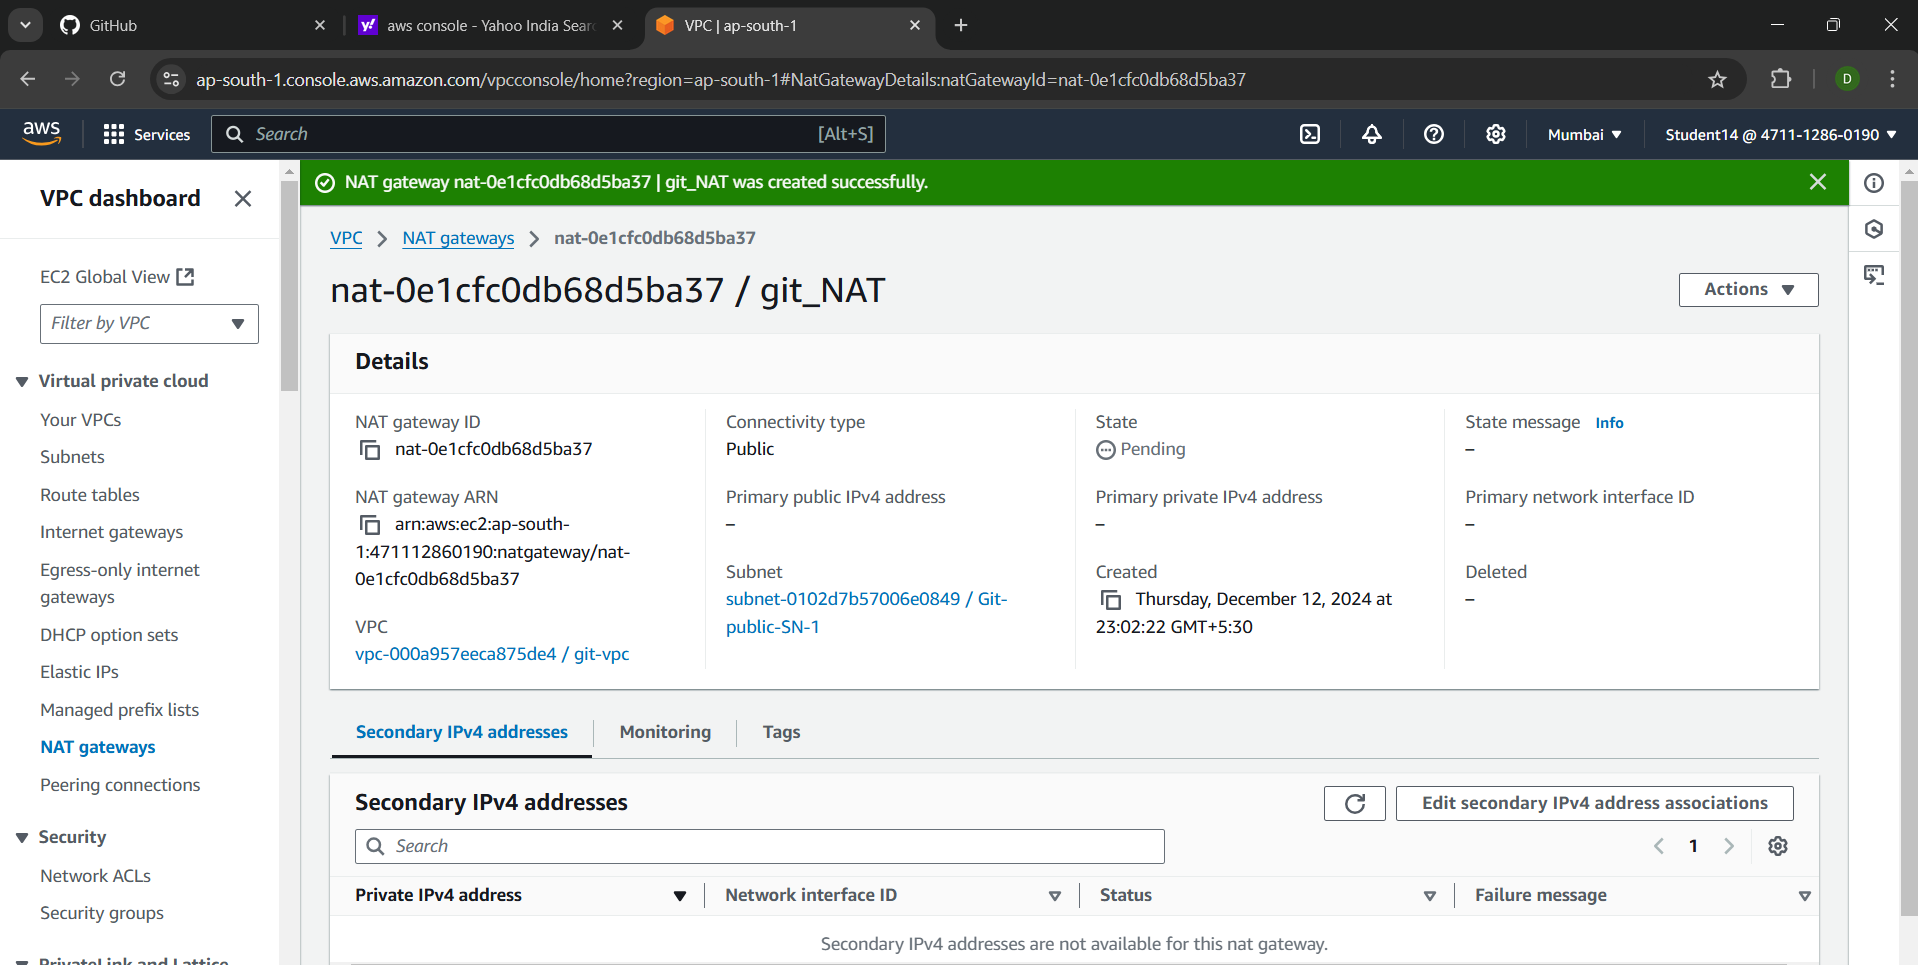 GitHub
aws console - Yahoo India Sear
VPC | ap-south-1
ap-south-1.console.aws.amazon.com/vpcconsole/home?region=ap-south-1#NatGatewayDetails:natGatewayId=nat-0e1cfc0db68d5ba37
D
aws
Services
Search
[Alt+S]
Mumbai
Student14 @ 4711-1286-0190
VPC dashboard
EC2 Global View
Filter by VPC
Virtual private cloud
Your VPCs
Subnets
Route tables
Internet gateways
Egress-only internet
gateways
DHCP option sets
Elastic IPs
Managed prefix lists
NAT gateways
Peering connections
Security
Network ACLs
Security groups
PrivateLink and Lattice
NAT gateway nat-0e1cfc0db68d5ba37 | git_NAT was created successfully.
VPC
NAT gateways
nat-0e1cfc0db68d5ba37
nat-0e1cfc0db68d5ba37 / git_NAT
Actions
Details
NAT gateway ID
nat-0e1cfc0db68d5ba37
NAT gateway ARN
arn:aws:ec2:ap-south-
1:471112860190:natgateway/nat-
0e1cfc0db68d5ba37
VPC
vpc-000a957eeca875de4 / git-vpc
Connectivity type
Public
Primary public IPv4 address
–
Subnet
subnet-0102d7b57006e0849 / Git-
public-SN-1
State
Pending
Primary private IPv4 address
–
Created
Thursday, December 12, 2024 at
23:02:22 GMT+5:30
State message Info
–
Primary network interface ID
–
Deleted
–
Secondary IPv4 addresses
Monitoring
Tags
Secondary IPv4 addresses
Edit secondary IPv4 address associations
Search
1
Private IPv4 address
Network interface ID
Status
Failure message
Secondary IPv4 addresses are not available for this nat gateway.